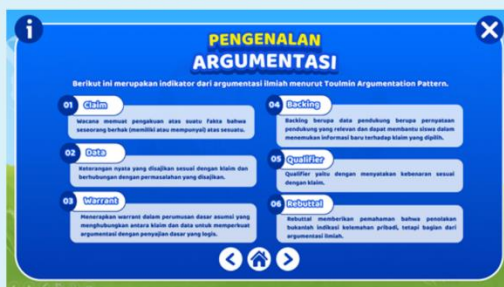 PENGENALAN
ARGUMENTASI
Berikut ini merupakan indikator dari argumentasi ilmiah menurut Toulmin Argumentation Pattern.
01 Claim
Wacana memuat pengakuan atas suatu fakta bahwa
seseorang berhak (memiliki atau mempunyai) atas sesuatu.
02 Data
Keterangan nyata yang disajikan sesuai dengan klaim dan
berhubungan dengan permasalahan yang disajikan.
03 Warrant
Menerapkan warrant dalam perumusan dasar asumsi yang
menghubungkan antara klaim dan data untuk memperkuat
argumentasi dengan penyajian dasar yang logis.
04 Backing
Backing berupa data pendukung berupa pernyataan
pendukung yang relevan dan dapat membantu siswa dalam
menemukan informasi baru terhadap klaim yang dipilih.
05 Qualifier
Qualifier yaitu dengan menyatakan kebenaran sesuai
dengan klaim.
06 Rebuttal
Rebuttal memberikan pemahaman bahwa penolakan
bukanlah indikasi kelemahan pribadi, tetapi bagian dari
argumentasi ilmiah.